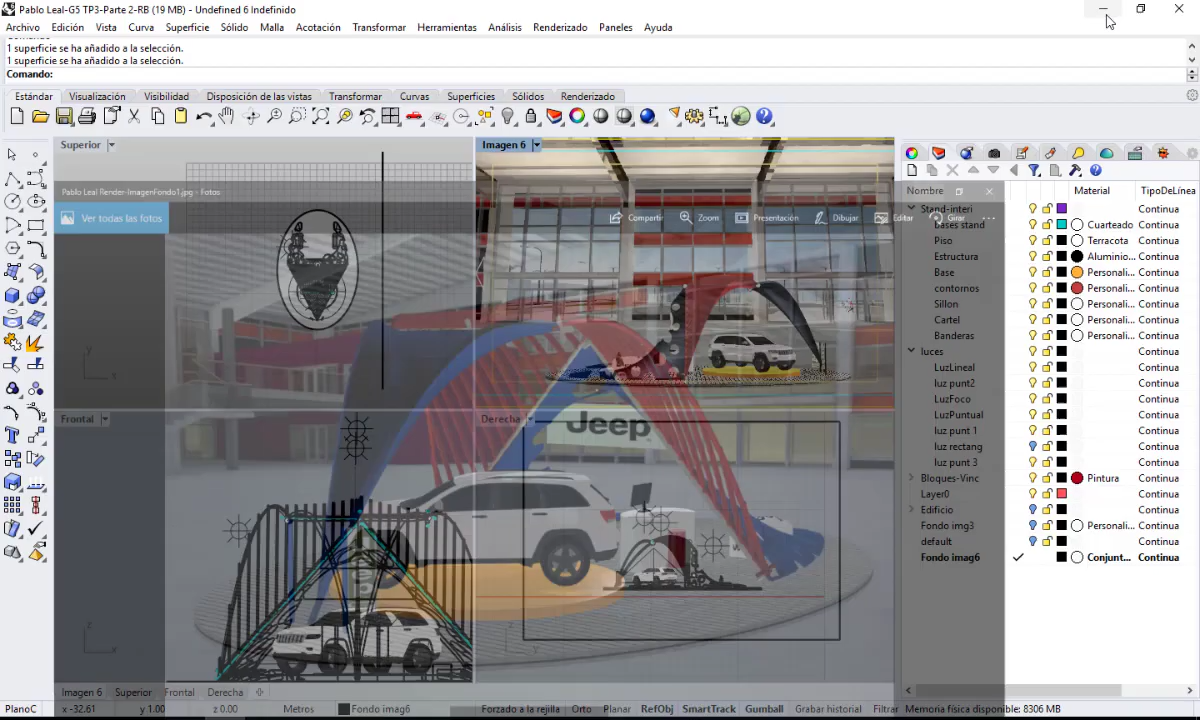 Pablo Leal-G5 TP3-Parte 2-RB (19 MB) - Undefined 6 Indefinido
Archivo Edición Vista Curva Superficie Sólido Malla Acotación Transformar Herramientas Análisis Renderizado Paneles Ayuda
1 superficie se ha añadido a la selección.
1 superficie se ha añadido a la selección.
Comando:
Estándar Visualización Visibilidad Disposición de las vistas Transformar Curvas Superficies Sólidos Renderizado
Superior
Imagen 6
Pablo Leal Render-ImagenFondo1.jpg - Fotos
Ver todas las fotos
Compartir Zoom Presentación Dibujar Editar Girar
Frontal
Derecha
Jeep
Nombre Material TipoDeLínea
Stand-interi Continua
bases stand Cuarteado Continua
Piso Terracota Continua
Estructura Aluminio... Continua
Base Personali... Continua
contornos Personali... Continua
Sillon Personali... Continua
Cartel Personali... Continua
Banderas Personali... Continua
luces Continua
LuzLineal Continua
luz punt2 Continua
LuzFoco Continua
LuzPuntual Continua
luz punt 1 Continua
luz rectang Continua
luz punt 3 Continua
Bloques-Vinc Pintura Continua
Layer0 Continua
Edificio Continua
Fondo img3 Personali... Continua
default Continua
Fondo imag6 Conjunt... Continua
Imagen 6 Superior Frontal Derecha
PlanoC x -32.61 y 1.00 z 0.00 Metros Fondo imag6 Forzado a la rejilla Orto Planar RefObj SmartTrack Gumball Grabar historial Filtrar Memoria física disponible: 8306 MB